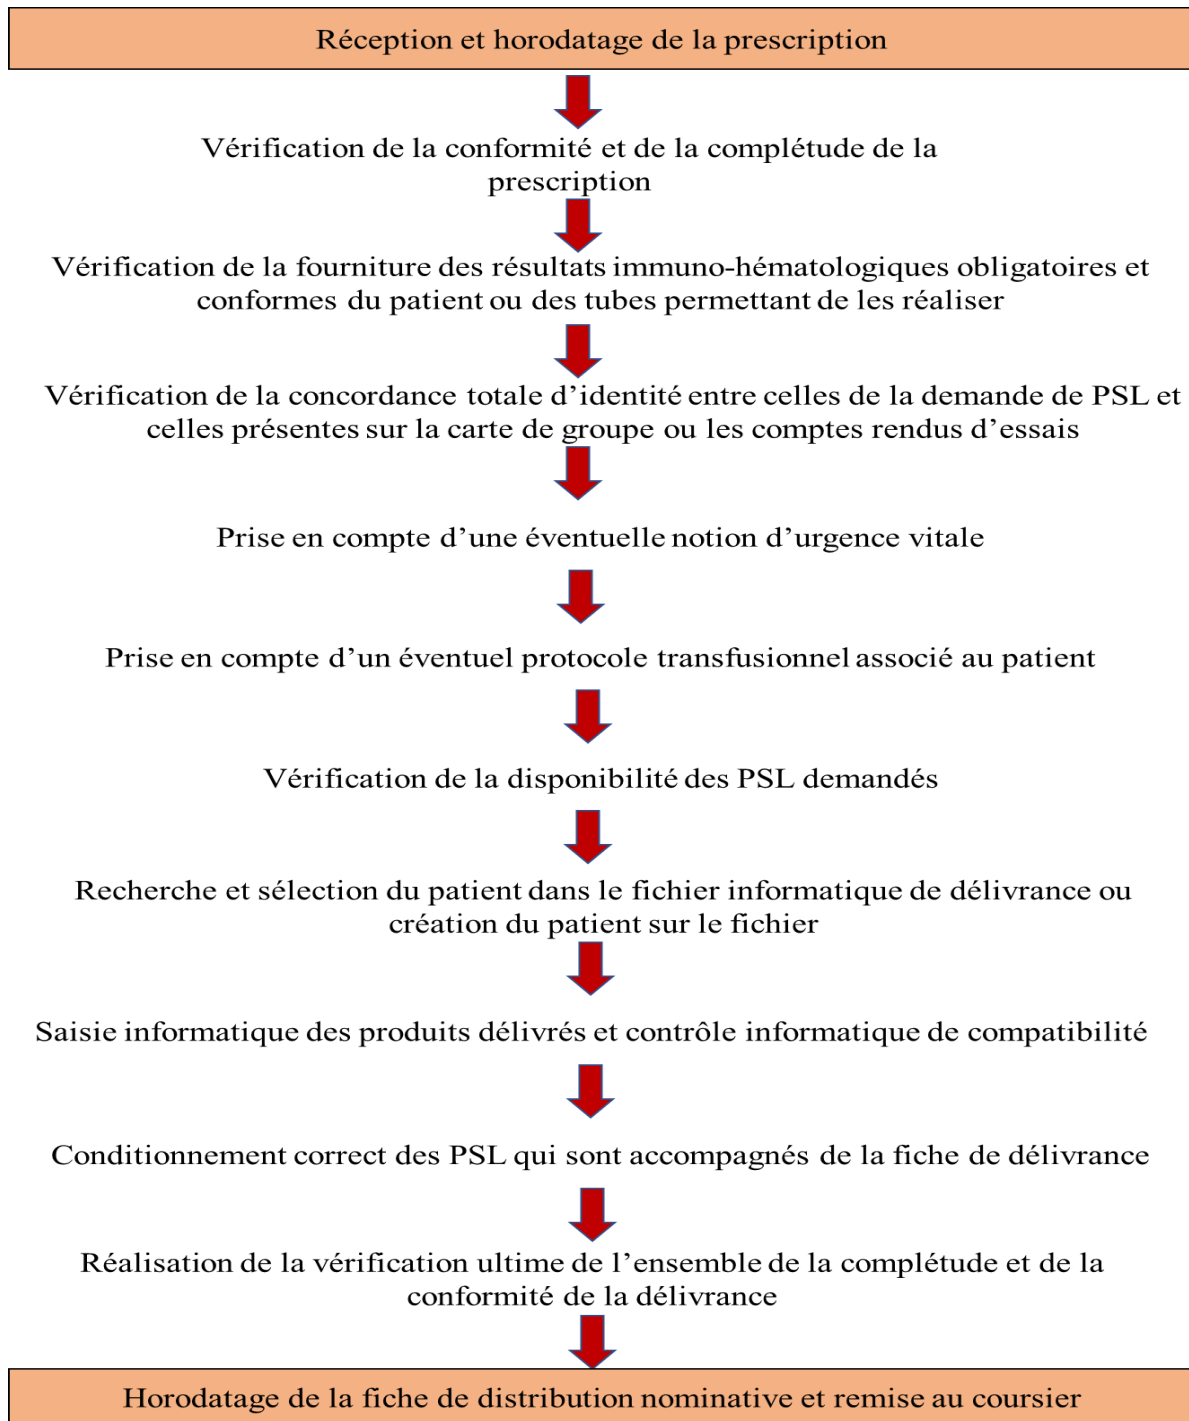 Réception et horodatage de la prescription
Vérification de la conformité et de la complétude de la
prescription
Vérification de la fourniture des résultats immuno-hématologiques obligatoires et
conformes du patient ou des tubes permettant de les réaliser
Vérification de la concordance totale d’identité entre celles de la demande de PSL et
celles présentes sur la carte de groupe ou les comptes rendus d’essais
Prise en compte d’une éventuelle notion d’urgence vitale
Prise en compte d’un éventuel protocole transfusionnel associé au patient
Vérification de la disponibilité des PSL demandés
Recherche et sélection du patient dans le fichier informatique de délivrance ou
création du patient sur le fichier
Saisie informatique des produits délivrés et contrôle informatique de compatibilité
Conditionnement correct des PSL qui sont accompagnés de la fiche de délivrance
Réalisation de la vérification ultime de l’ensemble de la complétude et de la
conformité de la délivrance
Horodatage de la fiche de distribution nominative et remise au coursier